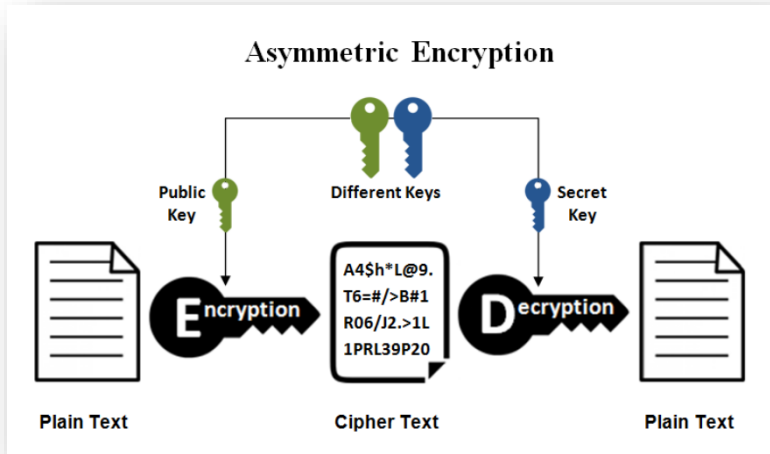 Asymmetric Encryption
Public
Key
Different Keys
Secret
Key
Encryption
A4$h*L@9.
T6=#/>B#1
R06/J2.>1L
1PRL39P20
Decryption
Plain Text
Cipher Text
Plain Text